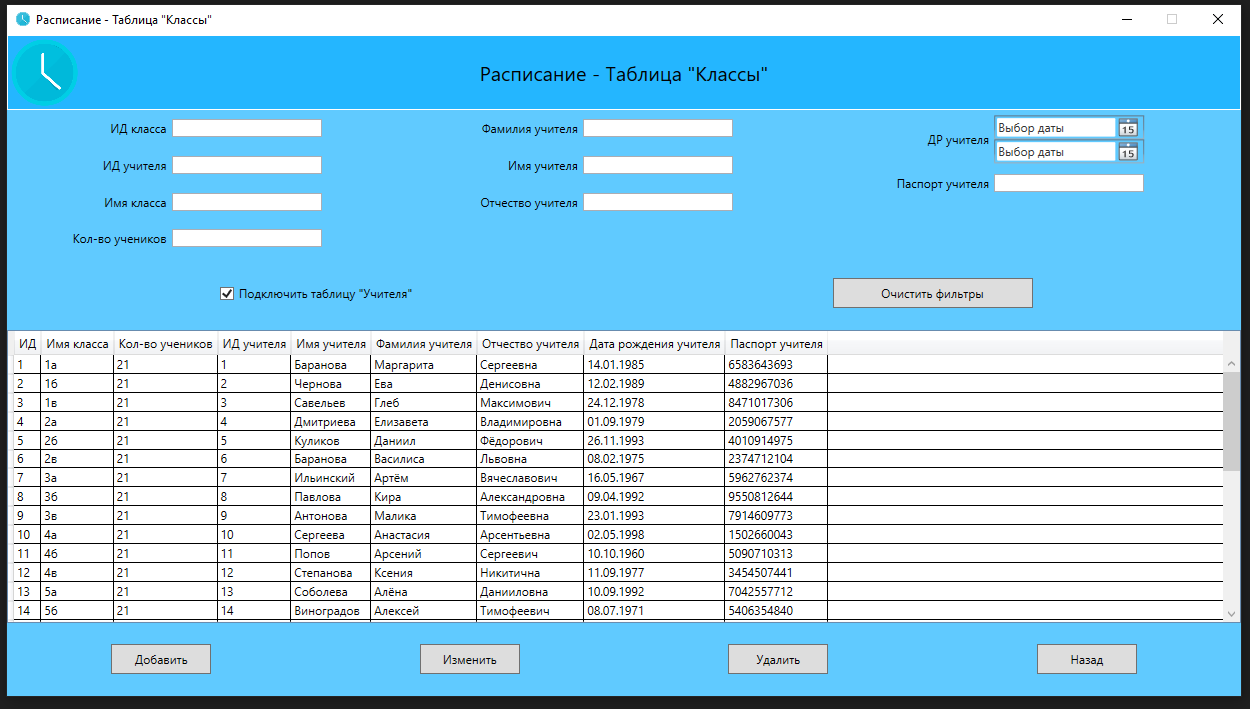 Расписание - Таблица "Классы"
Расписание - Таблица "Классы"
ИД класса
Фамилия учителя
ДР учителя
Выбор даты 15
Выбор даты 15
ИД учителя
Имя учителя
Паспорт учителя
Имя класса
Отчество учителя
Кол-во учеников
Подключить таблицу "Учителя"
Очистить фильтры
ИД Имя класса Кол-во учеников ИД учителя Имя учителя Фамилия учителя Отчество учителя Дата рождения учителя Паспорт учителя
1 1а 21 1 Баранова Маргарита Сергеевна 14.01.1985 6583643693
2 1б 21 2 Чернова Ева Денисовна 12.02.1989 4882967036
3 1в 21 3 Савельев Глеб Максимович 24.12.1978 8471017306
4 2а 21 4 Дмитриева Елизавета Владимировна 01.09.1979 2059067577
5 2б 21 5 Куликов Даниил Фёдорович 26.11.1993 4010914975
6 2в 21 6 Баранова Василиса Львовна 08.02.1975 2374712104
7 3а 21 7 Ильинский Артём Вячеславович 16.05.1967 5962762374
8 3б 21 8 Павлова Кира Александровна 09.04.1992 9550812644
9 3в 21 9 Антонова Малика Тимофеевна 23.01.1993 7914609773
10 4а 21 10 Сергеева Анастасия Арсентьевна 02.05.1998 1502660043
11 4б 21 11 Попов Арсений Сергеевич 10.10.1960 5090710313
12 4в 21 12 Степанова Ксения Никитична 11.09.1977 3454507441
13 5а 21 13 Соболева Алёна Данииловна 10.09.1992 7042557712
14 5б 21 14 Виноградов Алексей Тимофеевич 08.07.1971 5406354840
Добавить
Изменить
Удалить
Назад